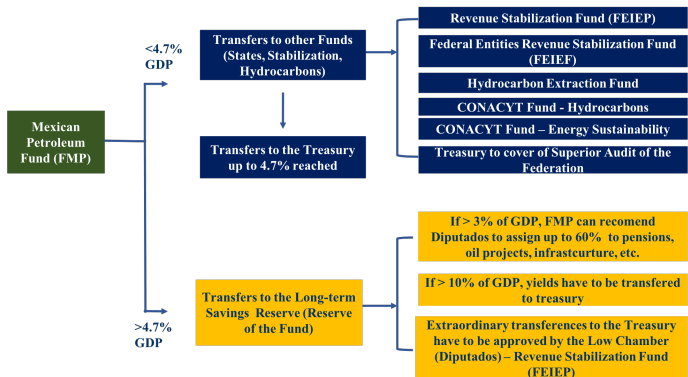 <4.7%
GDP
Mexican
Petroleum
Fund (FMP)
>4.7%
GDP
Transfers to other Funds
(States, Stabilization,
Hydrocarbons)
Transfers to the Treasury
up to 4.7% reached
Revenue Stabilization Fund (FEIEP)
Federal Entities Revenue Stabilization Fund
(FEIEF)
Hydrocarbon Extraction Fund
CONACYT Fund - Hydrocarbons
CONACYT Fund – Energy Sustainability
Treasury to cover of Superior Audit of the
Federation
Transfers to the Long-term
Savings Reserve (Reserve
of the Fund)
If > 3% of GDP, FMP can recomend
Diputados to assign up to 60% to pensions,
oil projects, infrastcurture, etc.
If > 10% of GDP, yields have to be transfered
to treasury
Extraordinary transferences to the Treasury
have to be approved by the Low Chamber
(Diputados) – Revenue Stabilization Fund
(FEIEP)